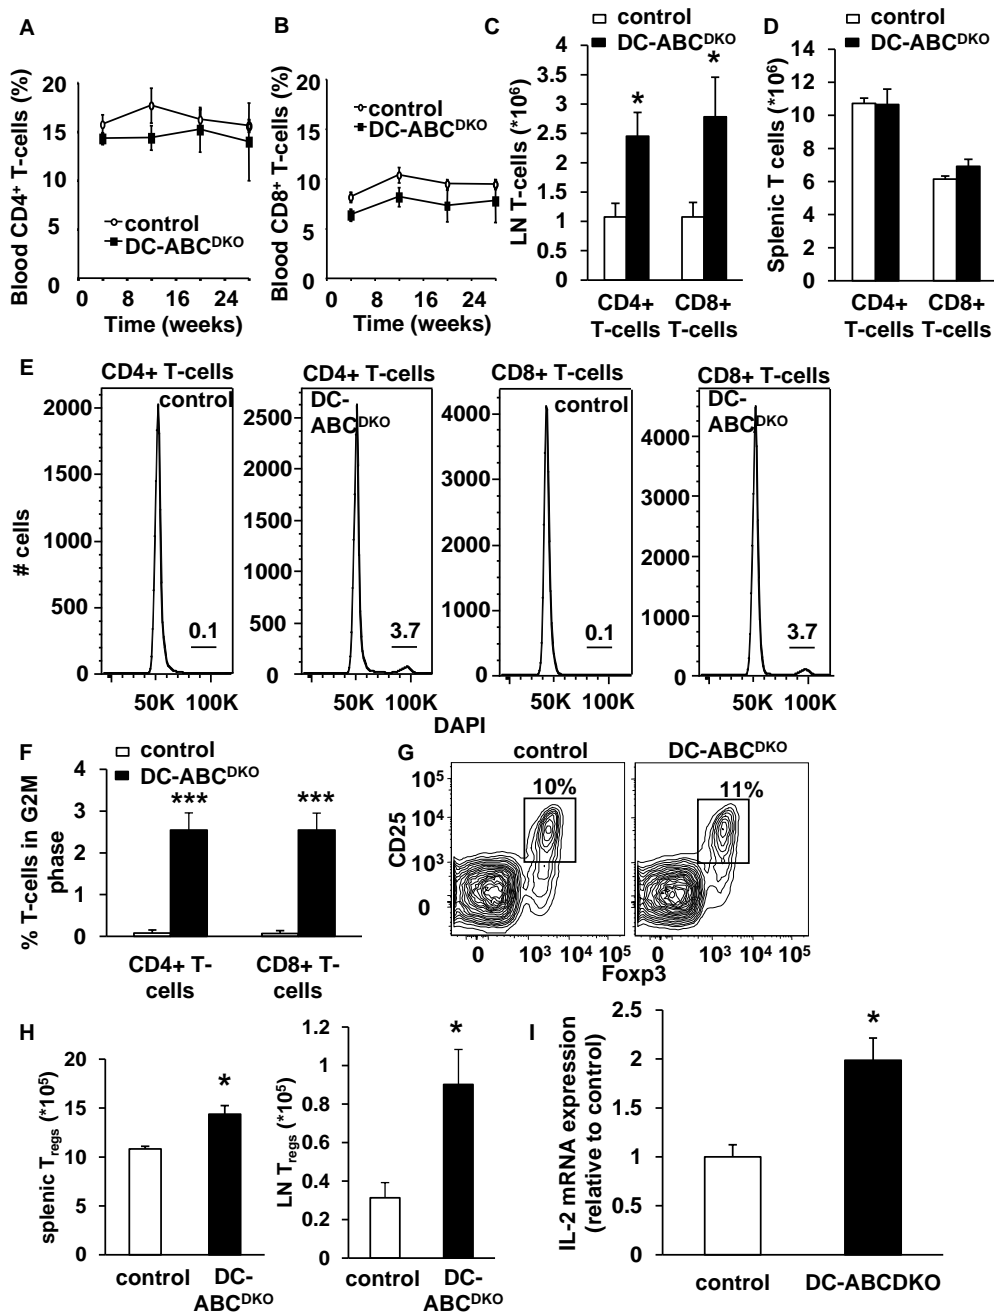 A
Blood CD4⁺ T-cells (%)
20
15
10
5
0
control
DC-ABCᴰᴷᴼ
0 8 16 24
Time (weeks)
B
Blood CD8⁺ T-cells (%)
20
15
10
5
0
control
DC-ABCᴰᴷᴼ
0 8 16 24
Time (weeks)
C
control
DC-ABCᴰᴷᴼ
LN T-cells (*10⁶)
4
3.5
3
2.5
2
1.5
1
0.5
0
* *
CD4+ CD8+
T-cells T-cells
D
control
DC-ABCᴰᴷᴼ
Splenic T cells (*10⁶)
14
12
10
8
6
4
2
0
CD4+ CD8+
T-cells T-cells
E
# cells
CD4+ T-cells
control
2000
1500
1000
500
0
0.1
50K 100K
CD4+ T-cells
DC-
ABCᴰᴷᴼ
2500
2000
1500
1000
500
0
3.7
50K 100K
CD8+ T-cells
control
4000
3000
2000
1000
0
0.1
50K 100K
CD8+ T-cells
DC-
ABCᴰᴷᴼ
4000
3000
2000
1000
0
3.7
50K 100K
DAPI
F
control
DC-ABCᴰᴷᴼ
% T-cells in G2M
phase
4
3
2
1
0
*** ***
CD4+ T- CD8+ T-
cells cells
G
control DC-ABCᴰᴷᴼ
CD25
10⁵
10⁴
10³
0
10% 11%
0 10³ 10⁴ 10⁵ 0 10³ 10⁴ 10⁵
Foxp3
H
splenic Tregs (*10⁵)
20
15
10
5
0
*
control DC-
ABCᴰᴷᴼ
LN Tregs (*10⁵)
1.2
1
0.8
0.6
0.4
0.2
0
*
control DC-
ABCᴰᴷᴼ
I
IL-2 mRNA expression
(relative to control)
2.5
2
1.5
1
0.5
0
*
control DC-ABCDKO